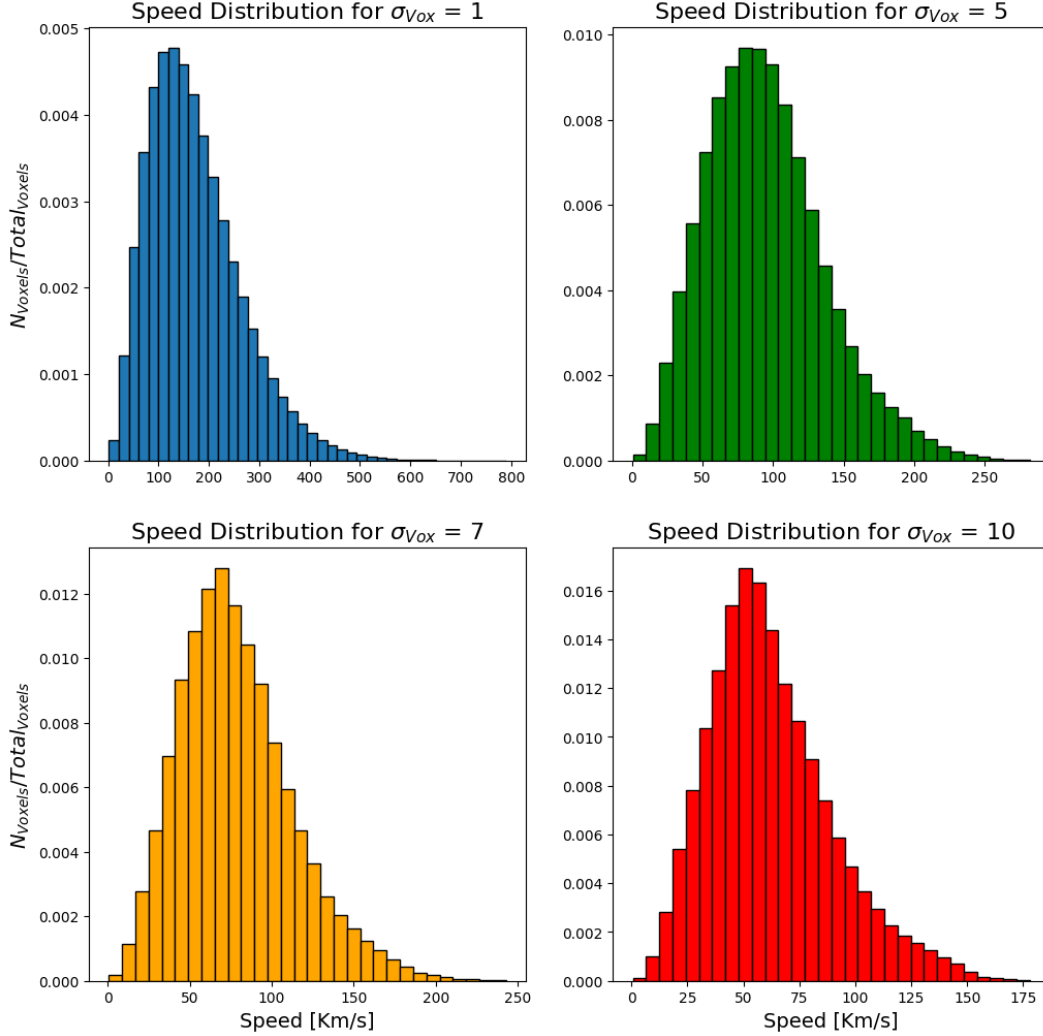 Speed Distribution for σVox = 1
Speed Distribution for σVox = 5
NVoxels/TotalVoxels
0.005
0.004
0.003
0.002
0.001
0.000
0 100 200 300 400 500 600 700 800
0.010
0.008
0.006
0.004
0.002
0.000
0 50 100 150 200 250
Speed Distribution for σVox = 7
Speed Distribution for σVox = 10
NVoxels/TotalVoxels
0.012
0.010
0.008
0.006
0.004
0.002
0.000
0 50 100 150 200 250
Speed [Km/s]
0.016
0.014
0.012
0.010
0.008
0.006
0.004
0.002
0.000
0 25 50 75 100 125 150 175
Speed [Km/s]